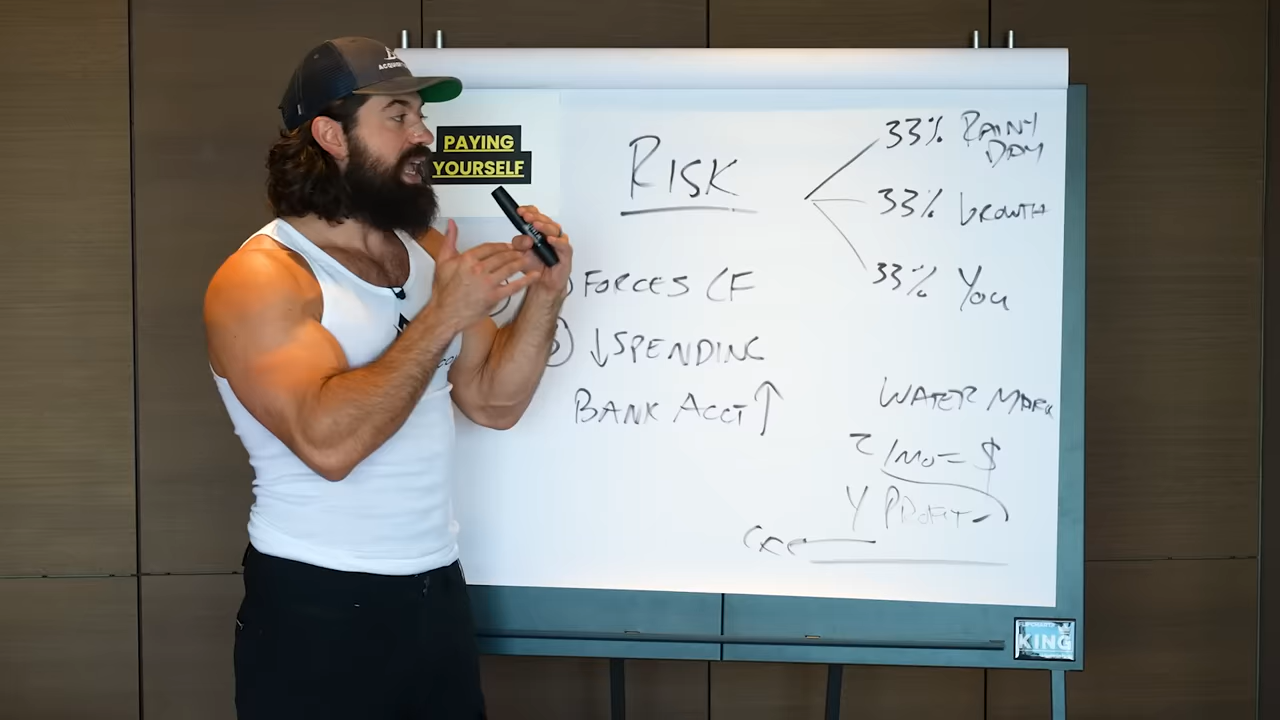 PAYING
YOURSELF
RISK
33% RAINY
DAY
33% GROWTH
33% YOU
FORCES CF
↓SPENDING
BANK ACCT↑
WATER MARK
/MO = $
Y PROFIT
KING